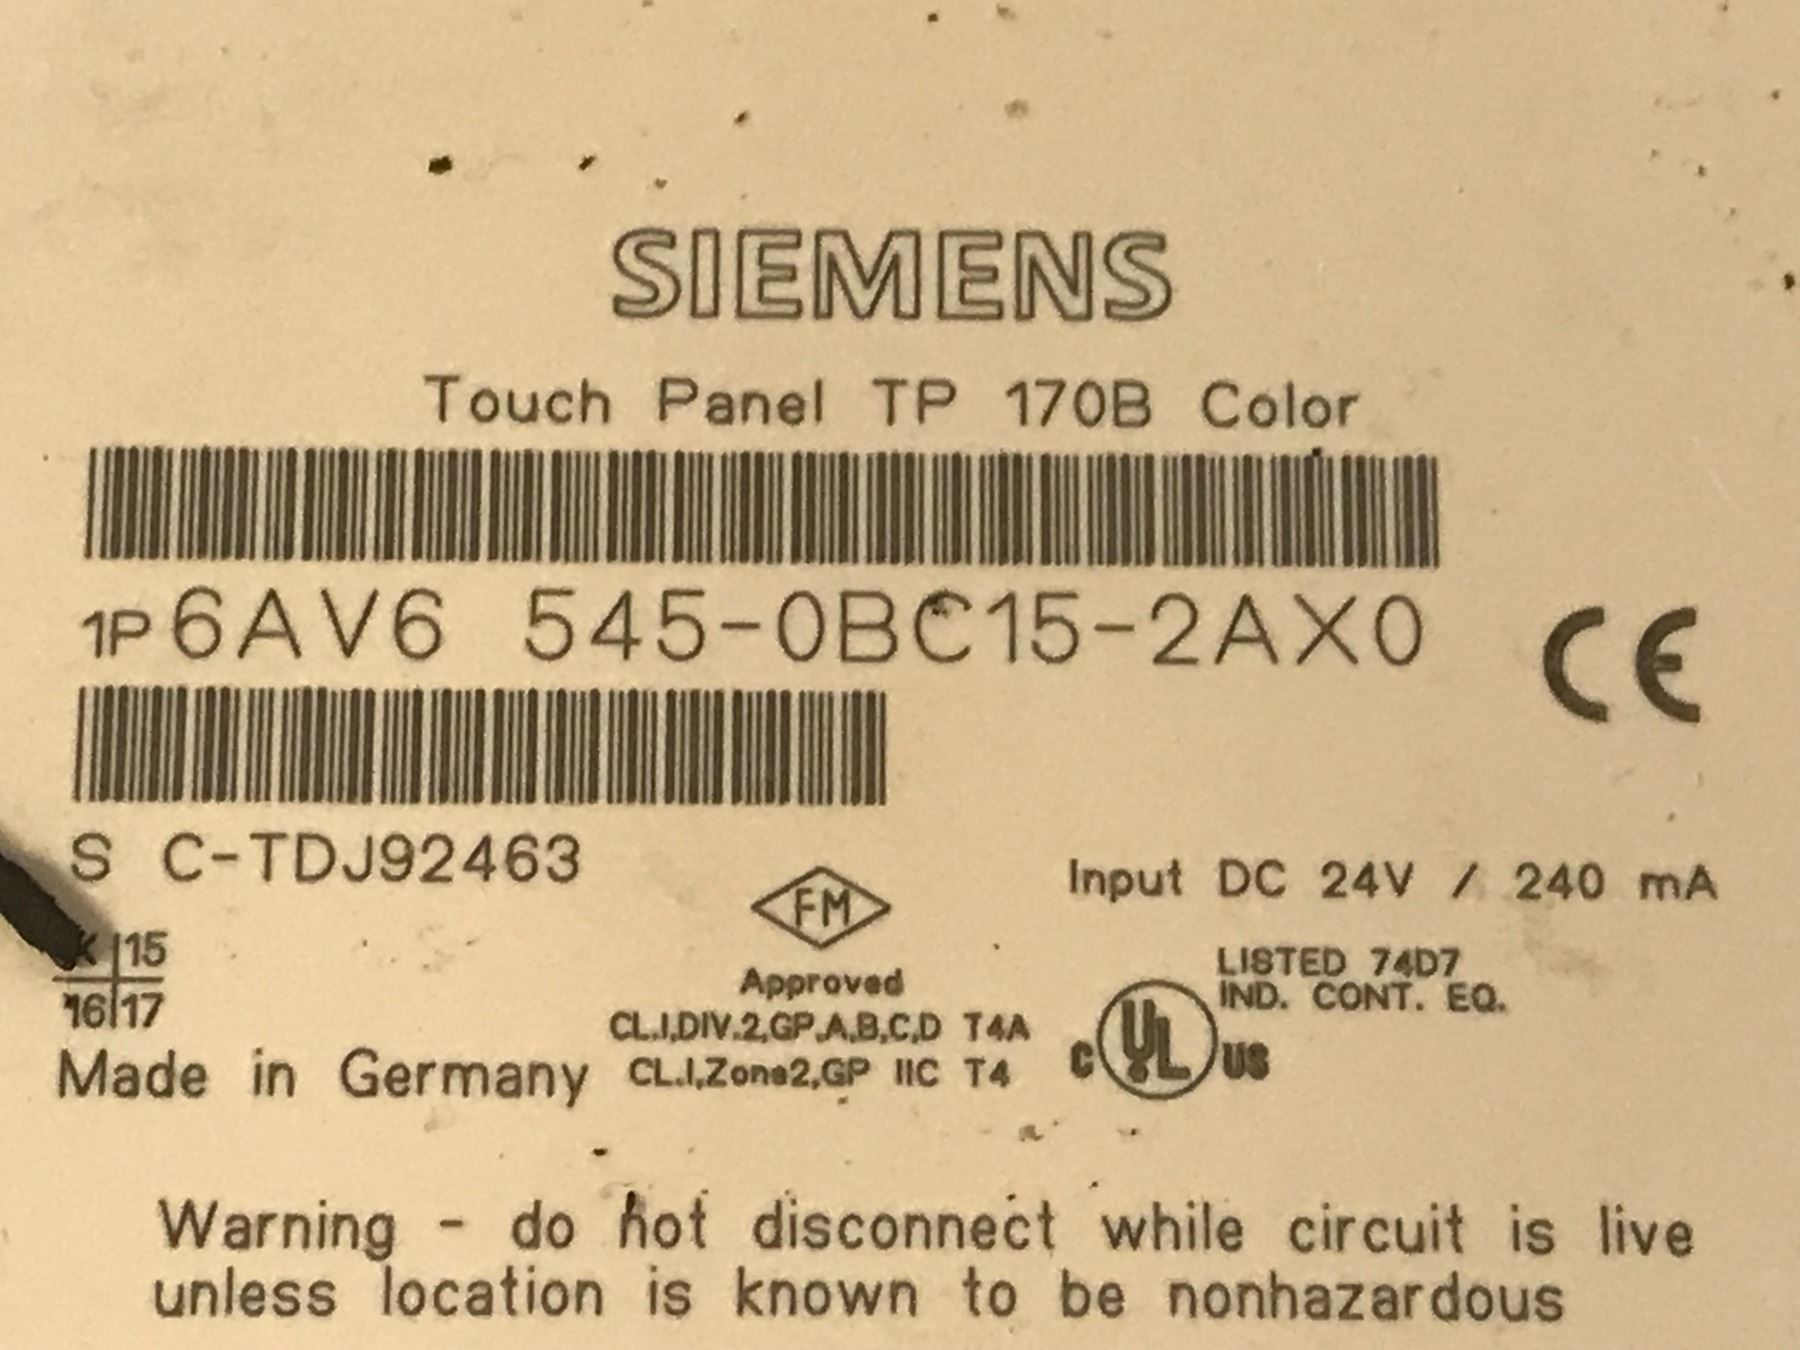 SIEMENS
Touch Panel TP 170B Color
1P 6AV6 545-0BC15-2AX0
S C-TDJ92463
Input DC 24V / 240 mA
FM
X 15
16 17
Approved
CL.I,DIV.2,GP.A,B,C,D T4A
CL.I,Zone2,GP IIC T4
LISTED 74D7
IND. CONT. EQ.
C UL US
CE
Made in Germany
Warning - do not disconnect while circuit is live
unless location is known to be nonhazardous